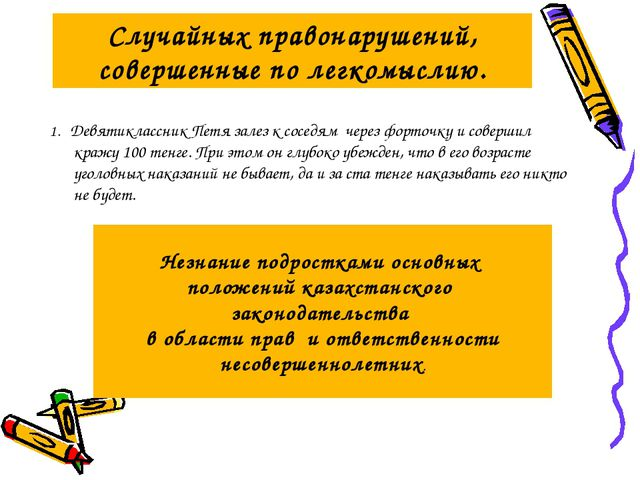 Случайных правонарушений,
совершенные по легкомыслию.
1. Девятиклассник Петя залез к соседям через форточку и совершил
кражу 100 тенге. При этом он глубоко убежден, что в его возрасте
уголовных наказаний не бывает, да и за ста тенге наказывать его никто
не будет.
Незнание подростками основных
положений казахстанского
законодательства
в области прав и ответственности
несовершеннолетних